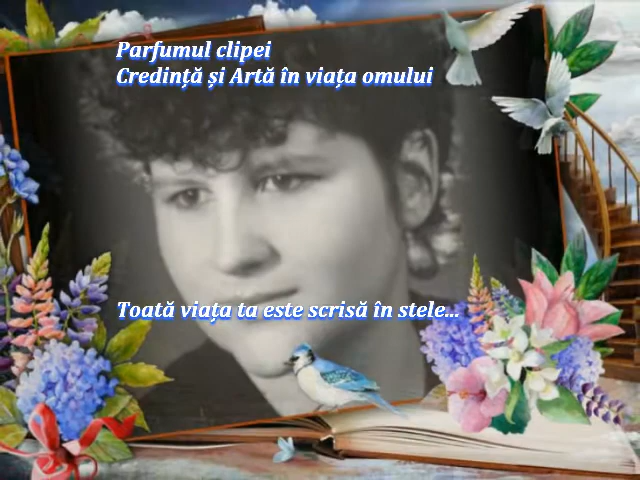 Parfumul clipei
Credință și Artă în viața omului
Toată viața ta este scrisă în stele...